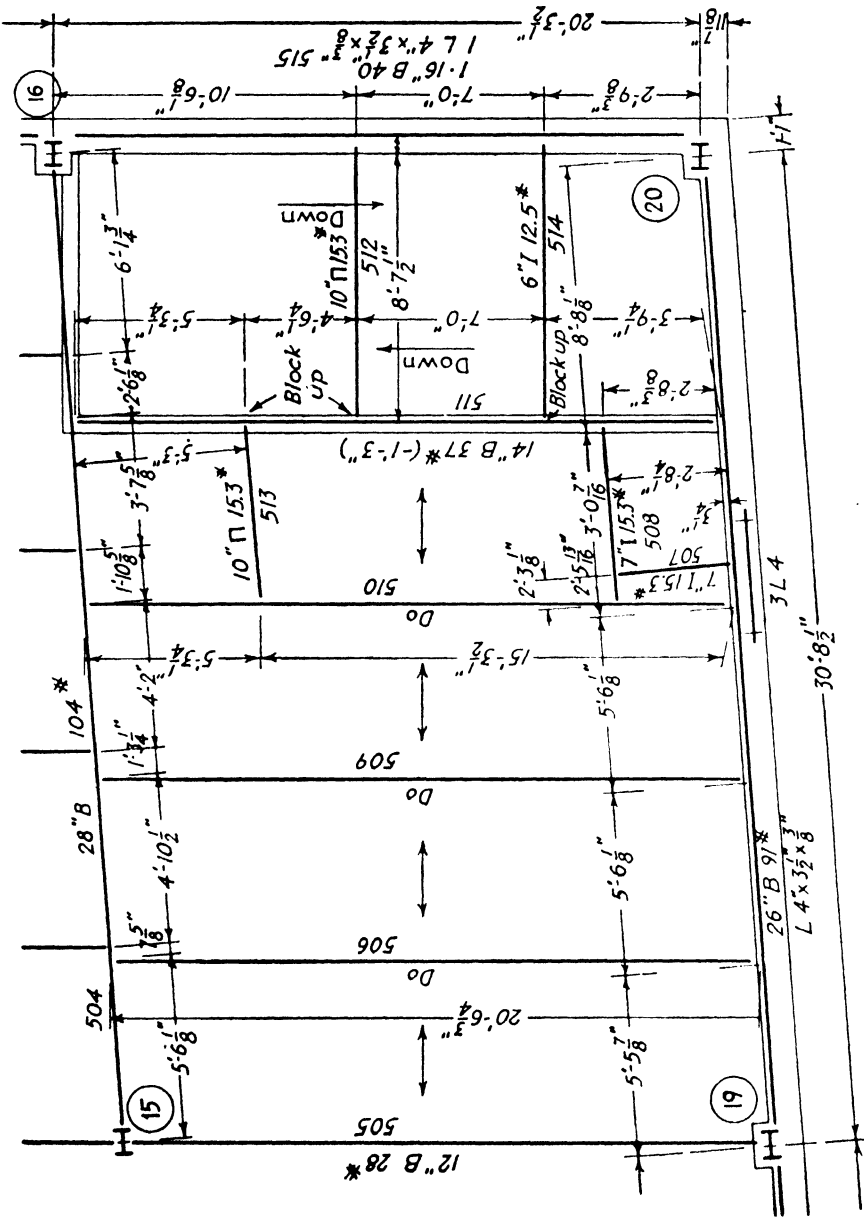 16
20'-3 1/2"
11 7/8"
1·16" B 40
1 L 4" x 3 1/2" x 3/8" 515
10'-6 1/8"
7'-0"
2'-9 3/8"
1'-1"
6'-1 3/4"
Down
10" ⊓ 15.3#
512
8'-7 1/2"
6" I 12.5#
514
20
5'-3 1/4"
4'-6 1/4"
7'-0"
3'-9 1/4"
Down
8'-8 1/8"
2'-6 1/8"
Block
up
Block up
511
2'-8 3/8"
14" B 37# (-1'-3")
5'-3"
3'-7 5/8"
10" ⊓ 15.3#
513
3'-0 7/16"
2'-5 13/16"
2'-3 1/8"
7" I 15.3#
508
2'-8 1/4"
3/4"
507
7" I 15.3#
1'-10 5/8"
510
Do
5'-3 1/4"
15'-3 1/2"
104#
4'-2"
1'-3 1/4"
5'-6 1/8"
3 L 4
30'-8 1/2"
509
Do
28" B
4'-10 1/2"
5'-6 1/8"
26" B 91#
L 4" x 3 1/2" x 3/8"
7 5/8"
506
Do
504
5'-6 1/8"
20'-6 3/4"
5'-5 7/8"
15
505
12" B 28#
19